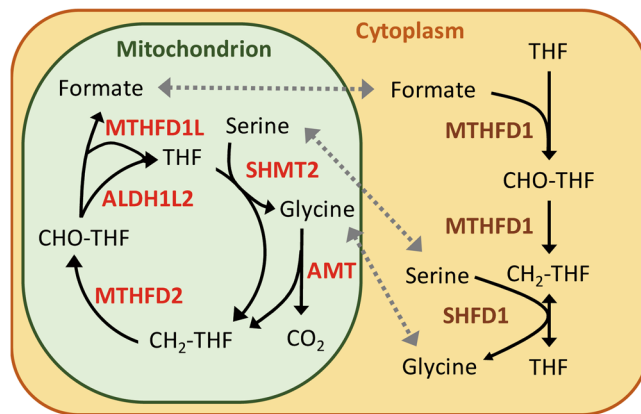 Cytoplasm
Mitochondrion
THF
Formate
Formate
MTHFD1L
Serine
MTHFD1
THF
SHMT2
CHO-THF
ALDH1L2
Glycine
CHO-THF
MTHFD1
AMT
Serine
CH2-THF
MTHFD2
SHFD1
CH2-THF
CO2
Glycine
THF